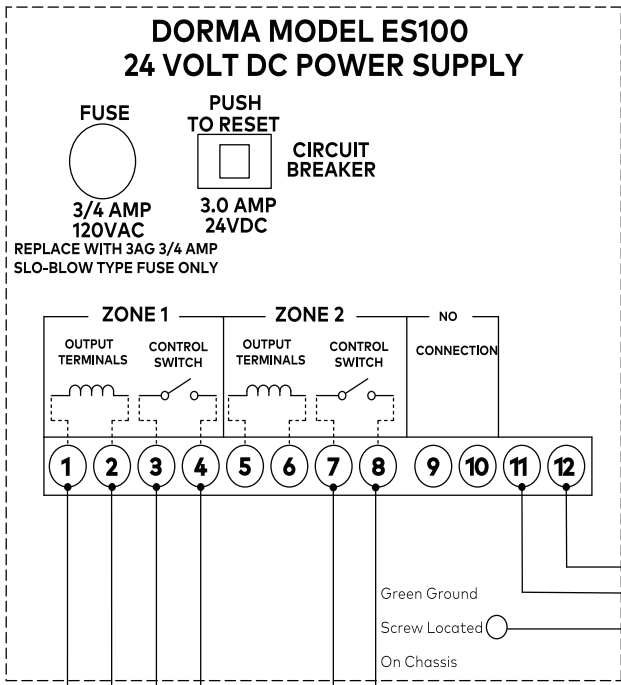 DORMA MODEL ES100
24 VOLT DC POWER SUPPLY
FUSE
3/4 AMP
120VAC
REPLACE WITH 3AG 3/4 AMP
SLO-BLOW TYPE FUSE ONLY
PUSH
TO RESET
CIRCUIT
BREAKER
3.0 AMP
24VDC
ZONE 1
OUTPUT
TERMINALS
CONTROL
SWITCH
ZONE 2
OUTPUT
TERMINALS
CONTROL
SWITCH
NO
CONNECTION
1 2 3 4 5 6 7 8 9 10 11 12
Green Ground
Screw Located
On Chassis